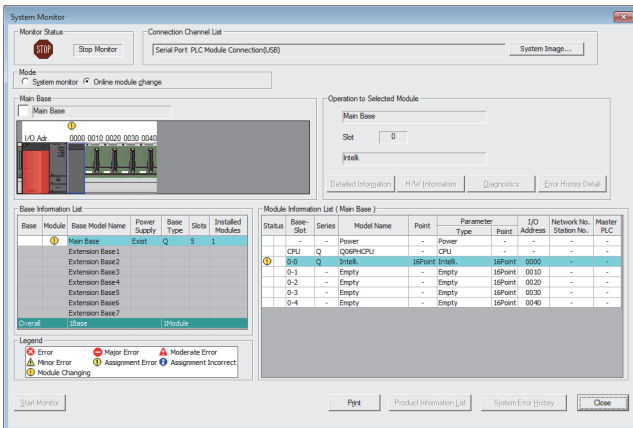 System Monitor
Monitor Status
STOP
Stop Monitor
Connection Channel List
Serial Port PLC Module Connection(USB)
System Image...
Mode
System monitor
Online module change
Main Base
Main Base
I/O Adr. 0000 0010 0020 0030 0040
Operation to Selected Module
Main Base
Slot 0
Intelli.
Detailed Information
H/W Information
Diagnostics
Error History Detail
Base Information List
Base Module Base Model Name Power Supply Base Type Slots Installed Modules
Main Base Exist Q 5 1
Extension Base1
Extension Base2
Extension Base3
Extension Base4
Extension Base5
Extension Base6
Extension Base7
Overall 1Base 1Module
Legend
Error Major Error Moderate Error
Minor Error Assignment Error Assignment Incorrect
Module Changing
Module Information List ( Main Base )
Status Base-Slot Series Model Name Point Parameter Type Point I/O Address Network No. Station No. Master PLC
- - Power - Power - - - -
CPU Q Q06PHCPU - CPU - - - -
0-0 Q Intelli. 16Point Intelli. 16Point 0000 - -
0-1 - Empty - Empty 16Point 0010 - -
0-2 - Empty - Empty 16Point 0020 - -
0-3 - Empty - Empty 16Point 0030 - -
0-4 - Empty - Empty 16Point 0040 - -
Start Monitor
Print
Product Information List
System Error History
Close